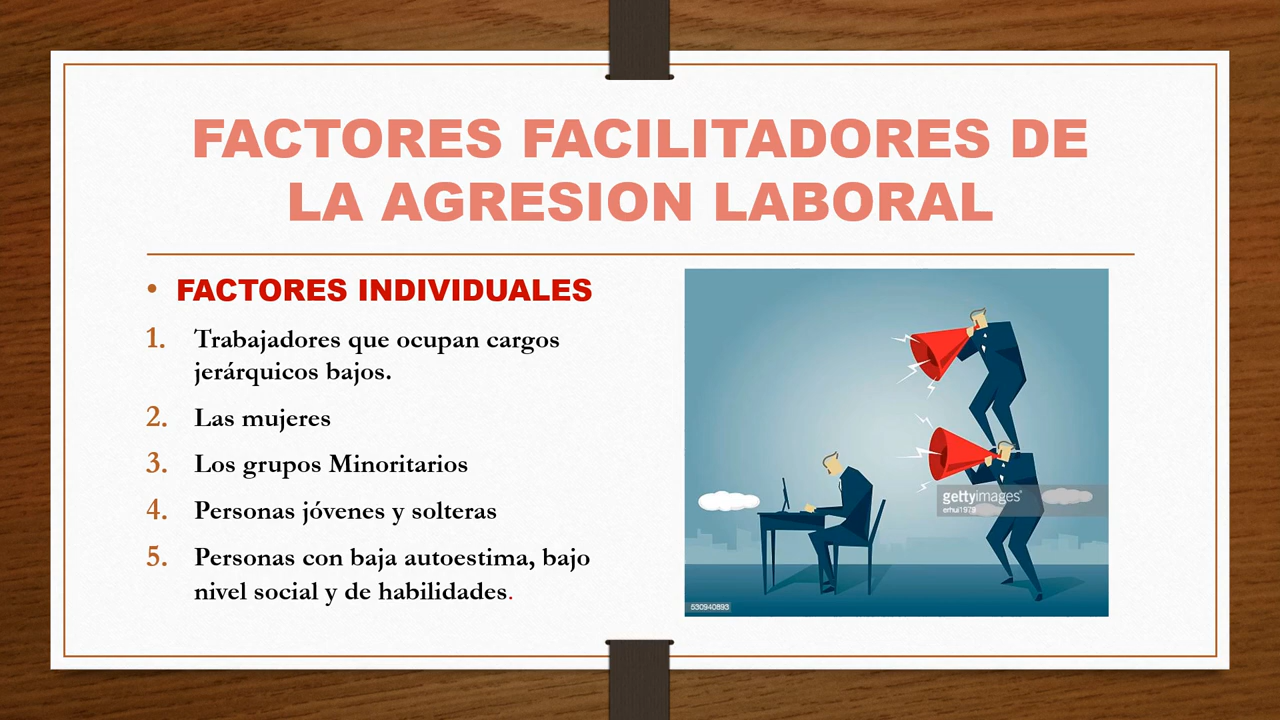 FACTORES FACILITADORES DE
LA AGRESION LABORAL
• FACTORES INDIVIDUALES
1. Trabajadores que ocupan cargos
jerárquicos bajos.
2. Las mujeres
3. Los grupos Minoritarios
4. Personas jóvenes y solteras
5. Personas con baja autoestima, bajo
nivel social y de habilidades.
gettyimages®
erhui1979
530940893